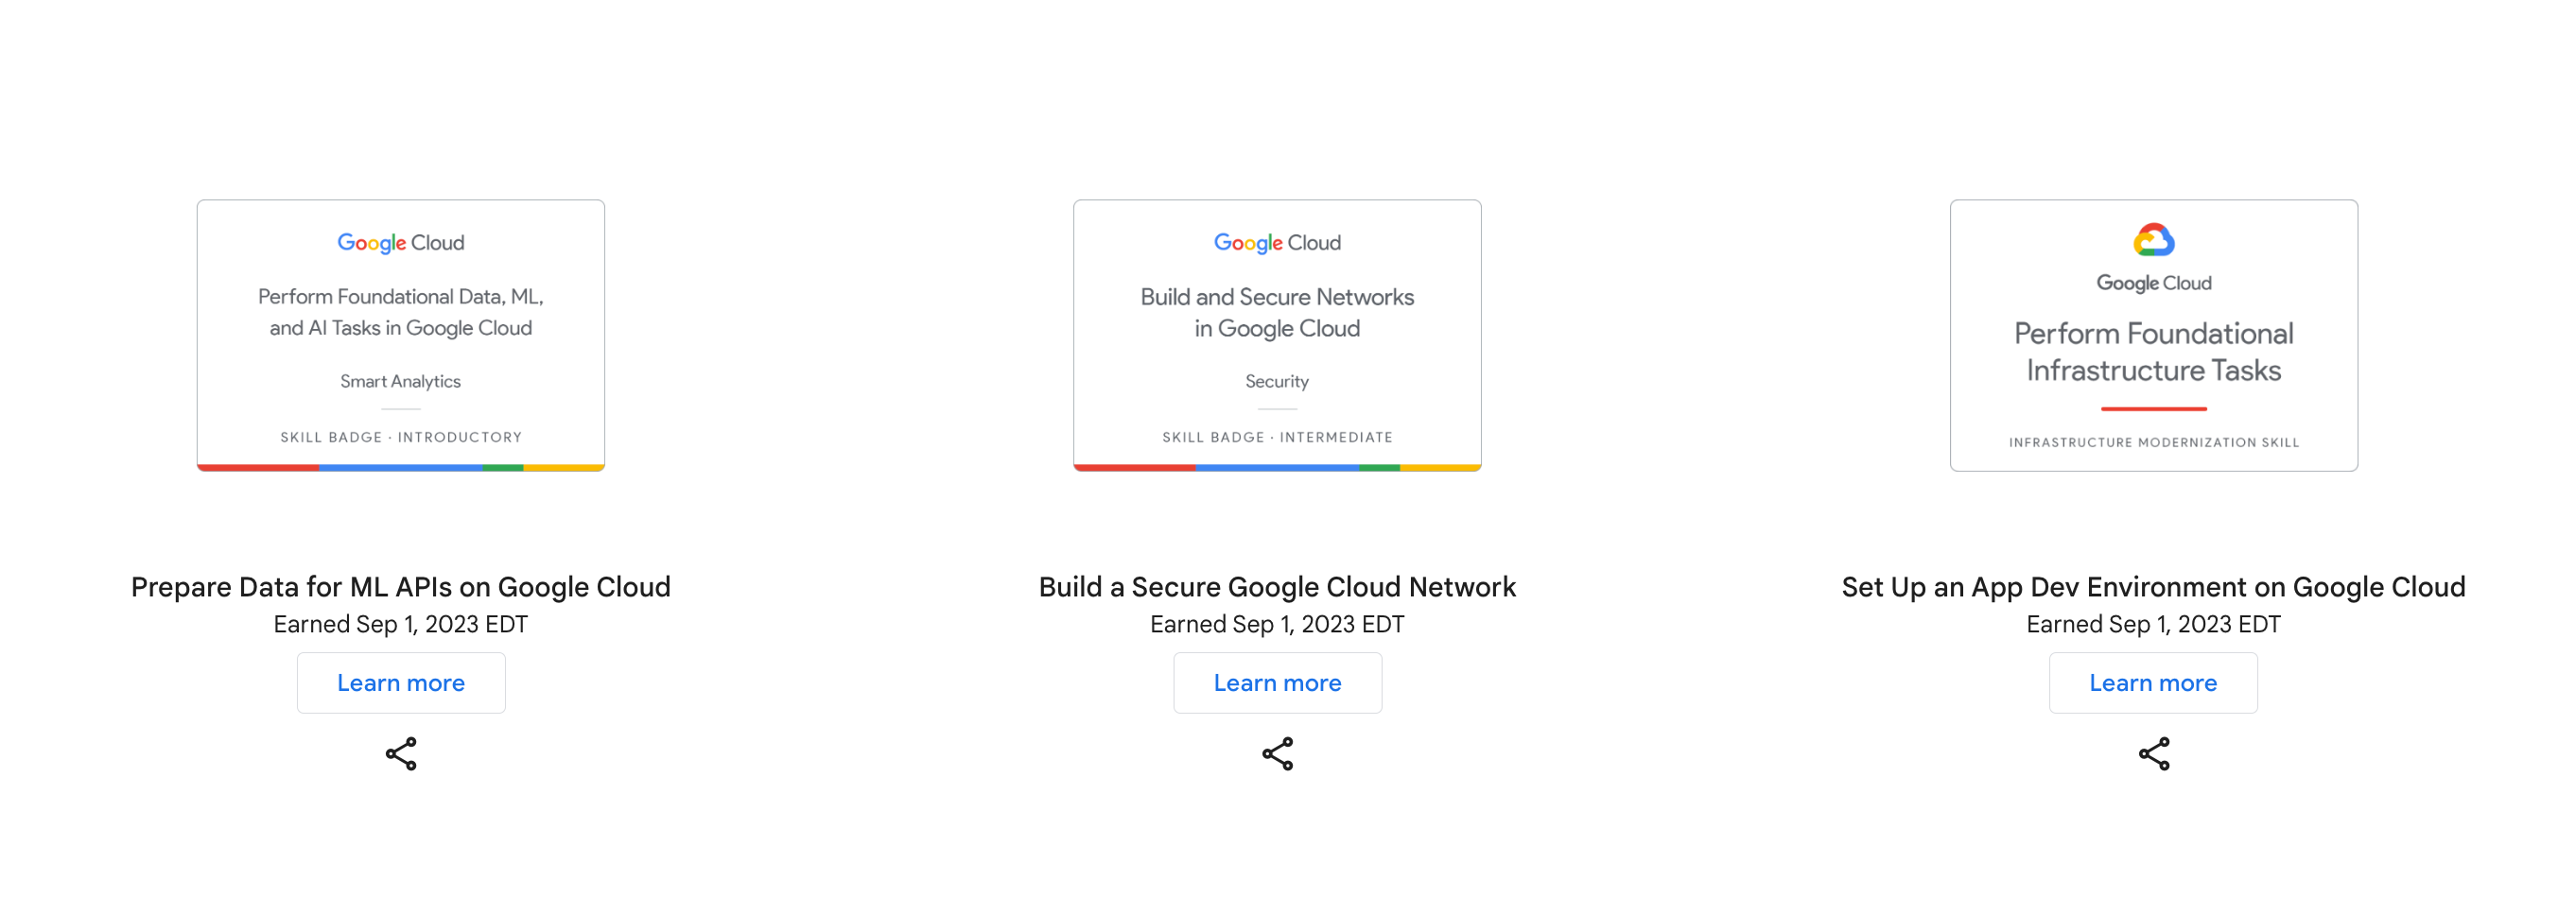 Google Cloud
Perform Foundational Data, ML,
and AI Tasks in Google Cloud
Smart Analytics
SKILL BADGE · INTRODUCTORY
Prepare Data for ML APIs on Google Cloud
Earned Sep 1, 2023 EDT
Learn more
Google Cloud
Build and Secure Networks
in Google Cloud
Security
SKILL BADGE · INTERMEDIATE
Build a Secure Google Cloud Network
Earned Sep 1, 2023 EDT
Learn more
Google Cloud
Perform Foundational
Infrastructure Tasks
INFRASTRUCTURE MODERNIZATION SKILL
Set Up an App Dev Environment on Google Cloud
Earned Sep 1, 2023 EDT
Learn more